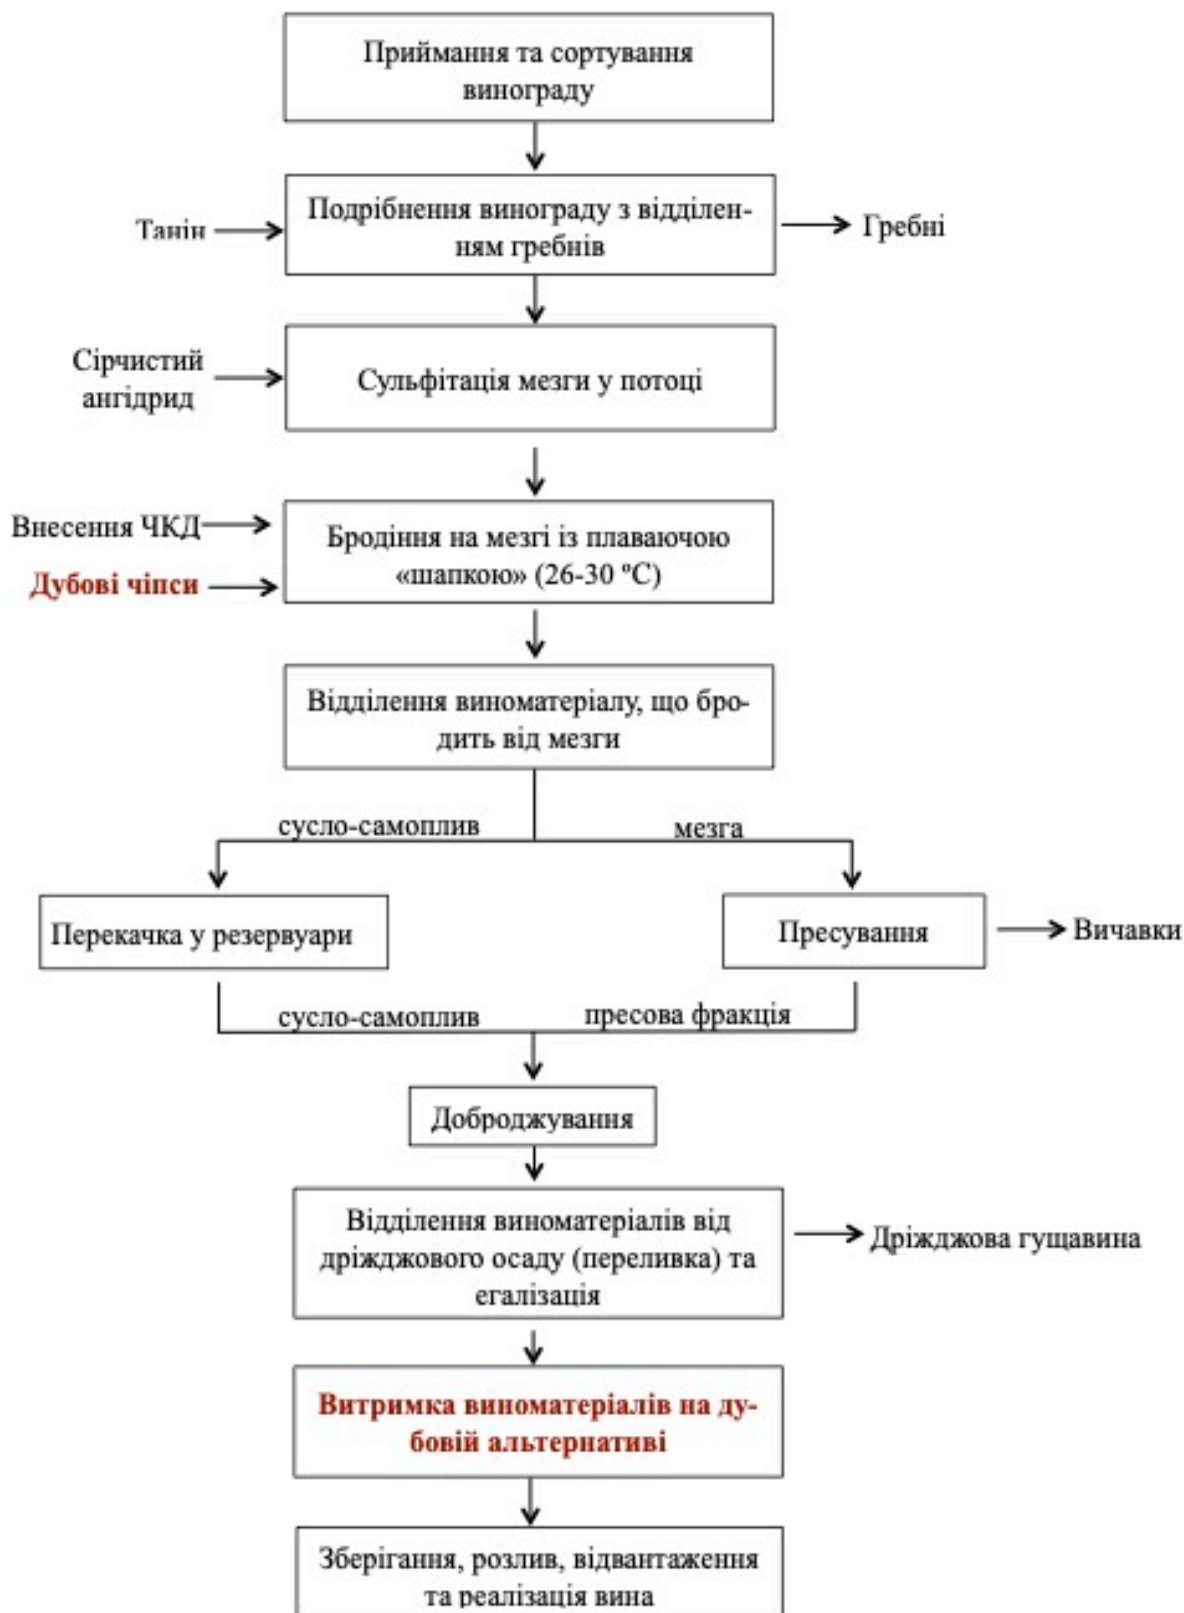 Приймання та сортування
винограду
Танін
Подрібнення винограду з відділен-
ням гребнів
Гребні
Сірчистий
ангідрид
Сульфітація мезги у потоці
Внесення ЧКД
Дубові чіпси
Бродіння на мезгі із плаваючою
«шапкою» (26-30 ºС)
Відділення виноматеріалу, що бро-
дить від мезги
сусло-самоплив
мезга
Перекачка у резервуари
Пресування
Вичавки
сусло-самоплив
пресова фракція
Доброджування
Відділення виноматеріалів від
дріжджового осаду (переливка) та
егалізація
Дріжджова гущавина
Витримка виноматеріалів на ду-
бовій альтернативі
Зберігання, розлив, відвантаження
та реалізація вина